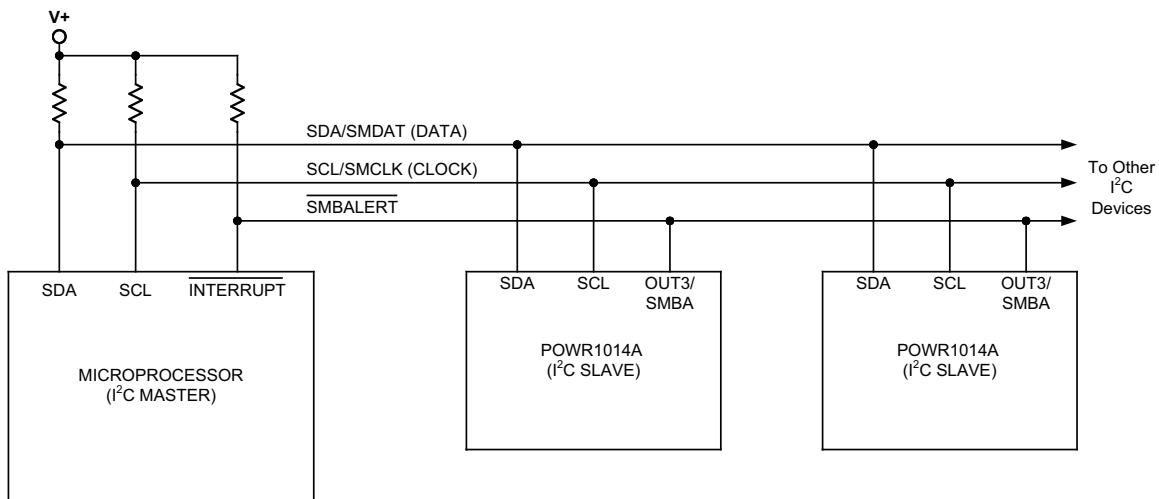 V+
SDA/SMDAT (DATA)
SCL/SMCLK (CLOCK)
SMBALERT
To Other
I²C
Devices
SDA
SCL
INTERRUPT
MICROPROCESSOR
(I²C MASTER)
SDA
SCL
OUT3/
SMBA
POWR1014A
(I²C SLAVE)
SDA
SCL
OUT3/
SMBA
POWR1014A
(I²C SLAVE)